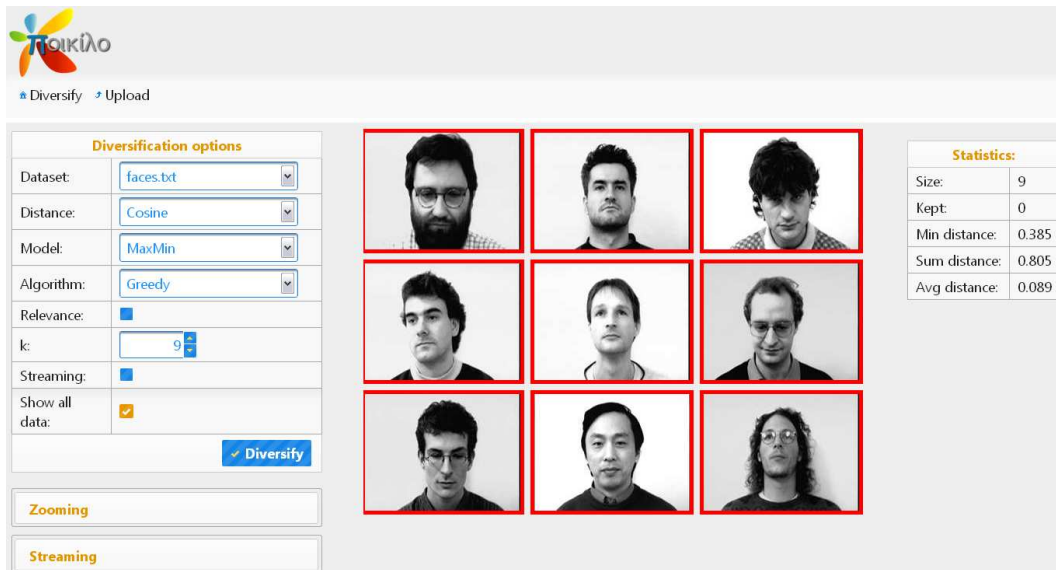 ποικίλο
Diversify Upload
Diversification options
Dataset: faces.txt
Distance: Cosine
Model: MaxMin
Algorithm: Greedy
Relevance:
k: 9
Streaming:
Show all
data:
Diversify
Zooming
Streaming
Statistics:
Size: 9
Kept: 0
Min distance: 0.385
Sum distance: 0.805
Avg distance: 0.089